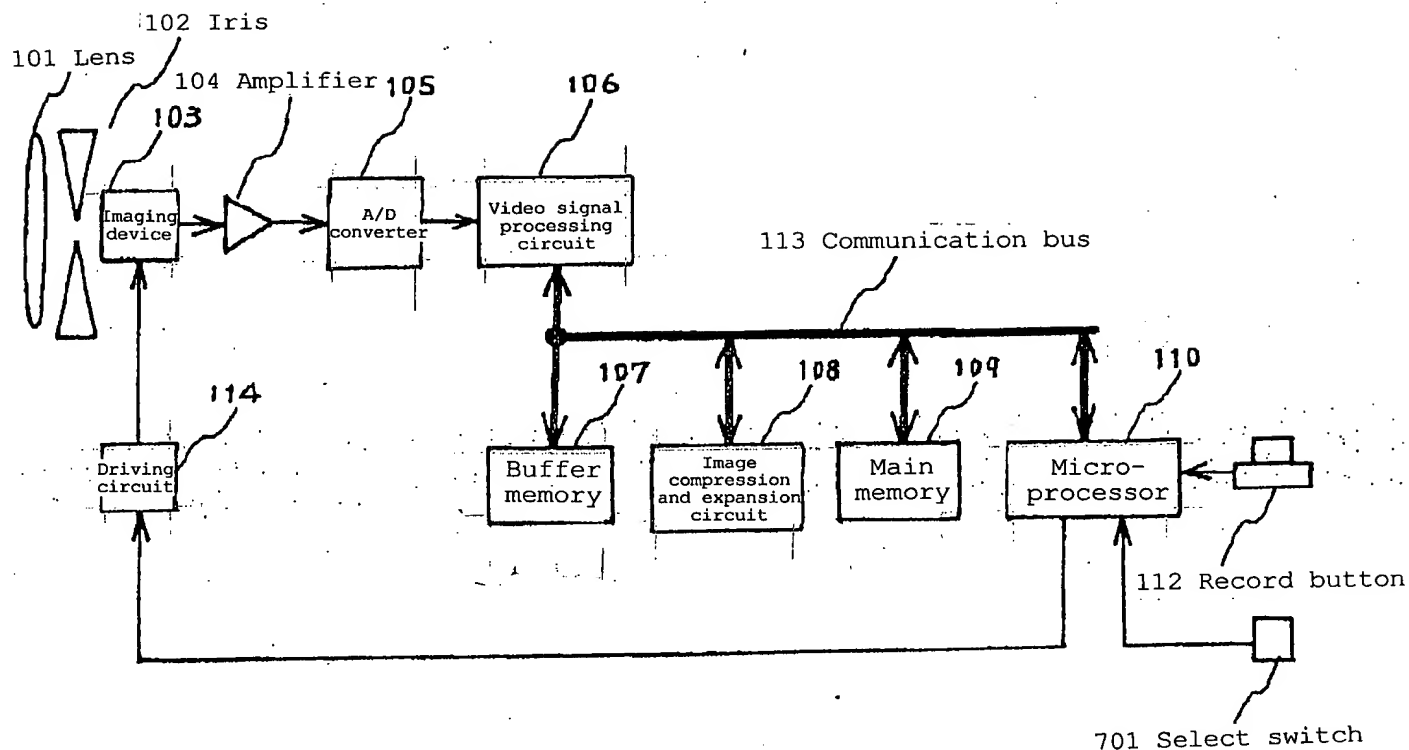 102 Iris
101 Lens
104 Amplifier
105
106
103
Imaging
device
A/D
converter
Video signal
processing
circuit
113 Communication bus
107
108
109
110
114
Driving
circuit
Buffer
memory
Image
compression
and expansion
circuit
Main
memory
Micro-
processor
112 Record button
701 Select switch